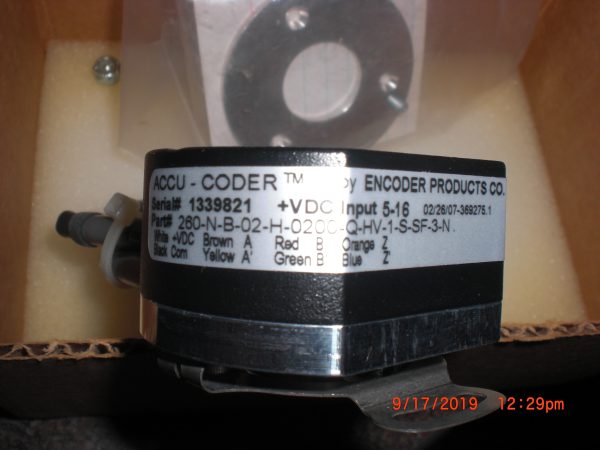 ACCU - CODER™ by ENCODER PRODUCTS CO.
Serial# 1339821 +VDC Input 5-16 02/26/07-369275.1
Part# 260-N-B-02-H-0200-Q-HV-1-S-SF-3-N
White +VDC Brown A Red B Orange Z
Black Com Yellow A' Green B' Blue Z'
9/17/2019 12:29pm